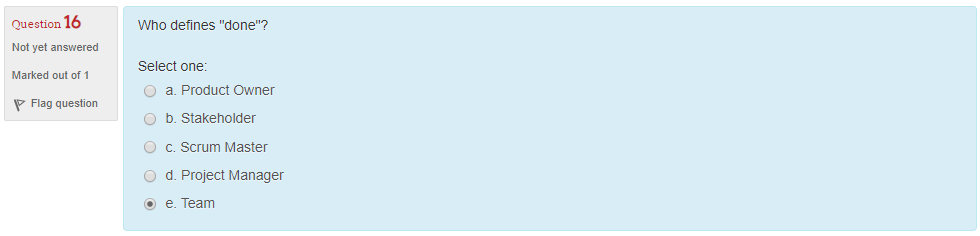 Question 16
Not yet answered
Marked out of 1
Flag question
Who defines "done"?
Select one:
a. Product Owner
b. Stakeholder
c. Scrum Master
d. Project Manager
e. Team